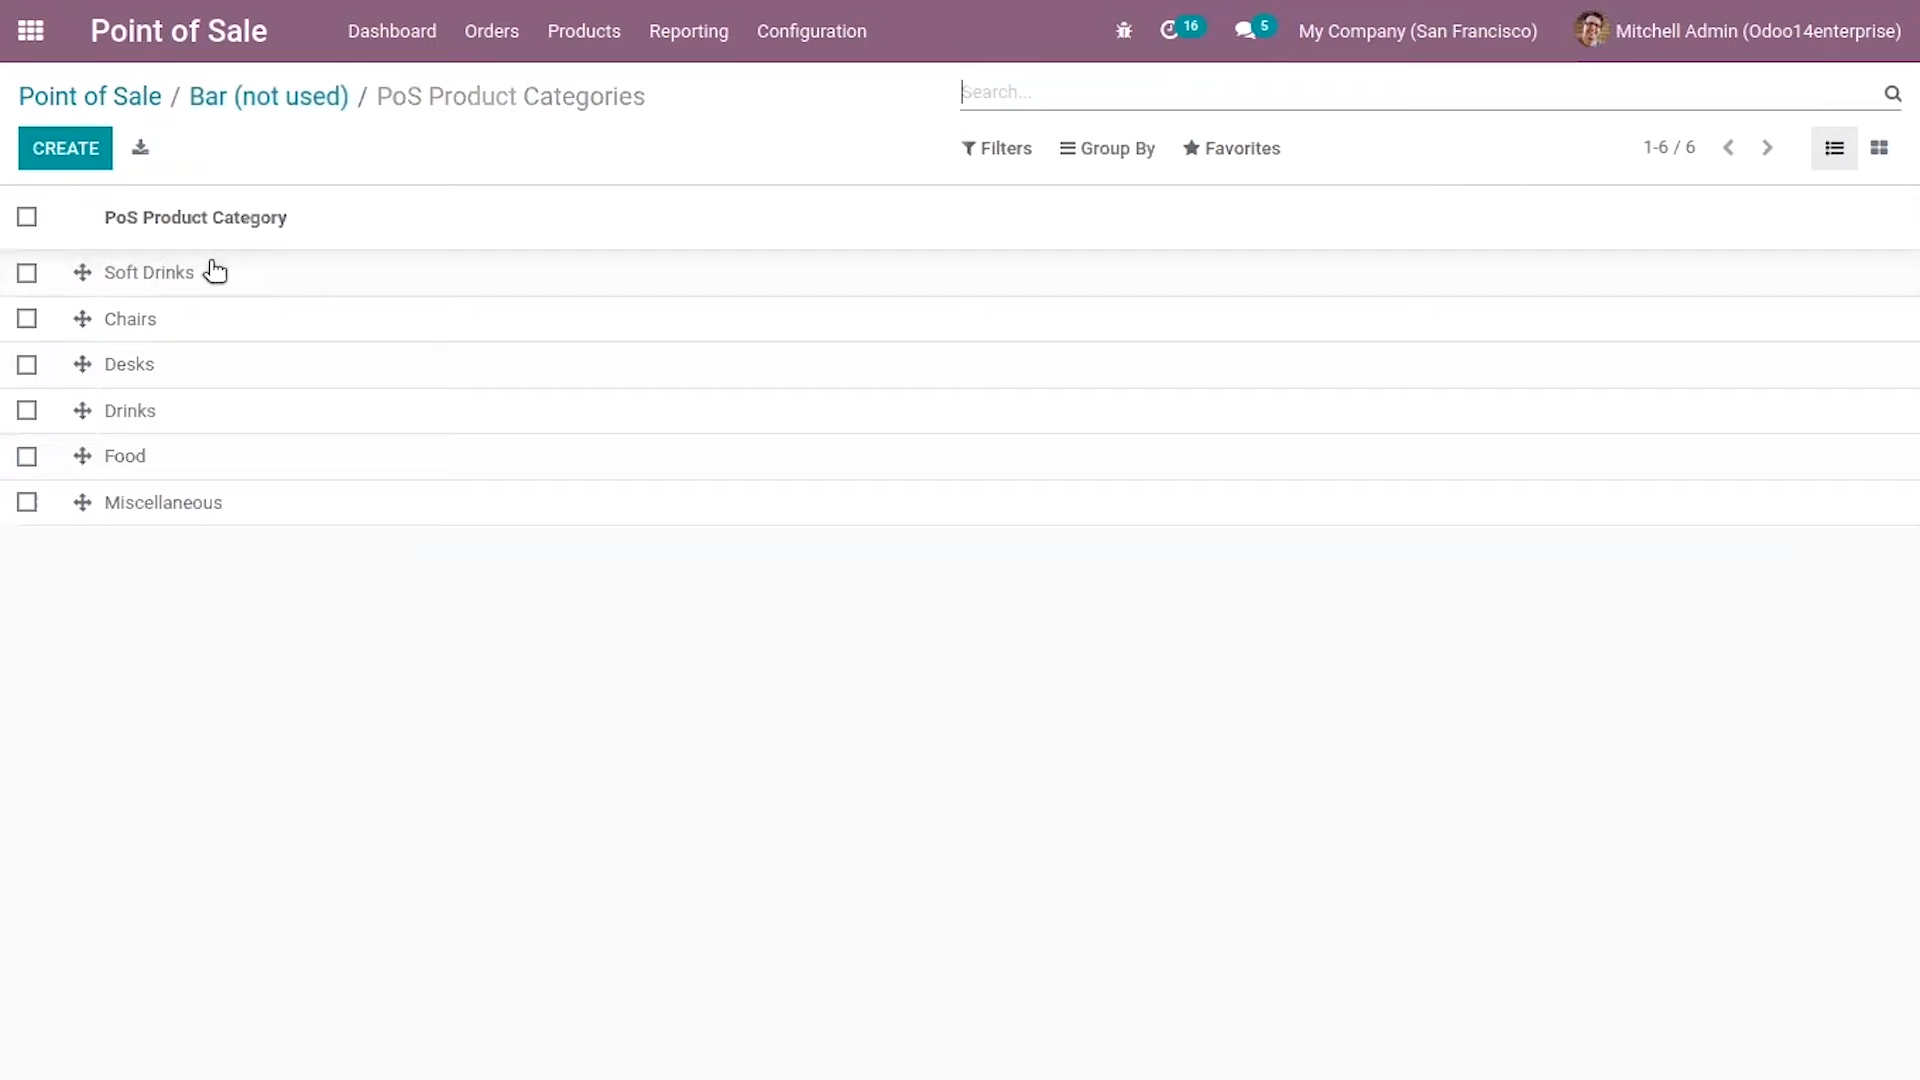 Point of Sale Dashboard Orders Products Reporting Configuration 16 5 My Company (San Francisco) Mitchell Admin (Odoo14enterprise)
Point of Sale / Bar (not used) / PoS Product Categories
Search...
CREATE
Filters Group By Favorites 1-6 / 6
PoS Product Category
Soft Drinks
Chairs
Desks
Drinks
Food
Miscellaneous